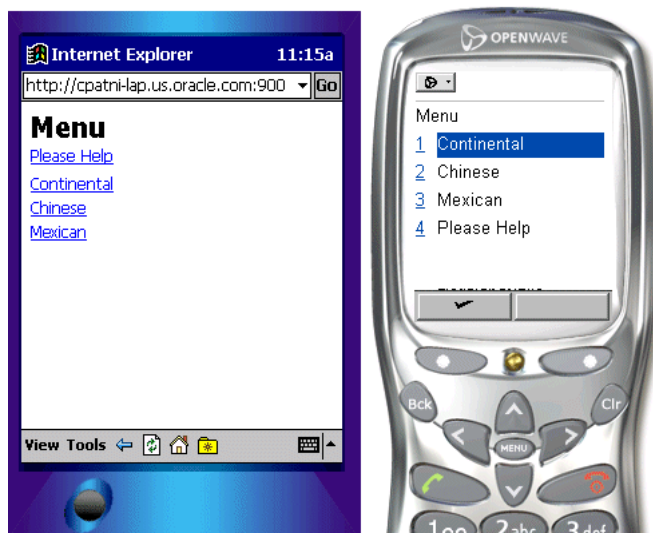 Internet Explorer 11:15a
http://cpatni-lap.us.oracle.com:900 Go
Menu
Please Help
Continental
Chinese
Mexican
View Tools
OPENWAVE
Menu
1 Continental
2 Chinese
3 Mexican
4 Please Help
Bck
Clr
MENU
1
2abc
3def